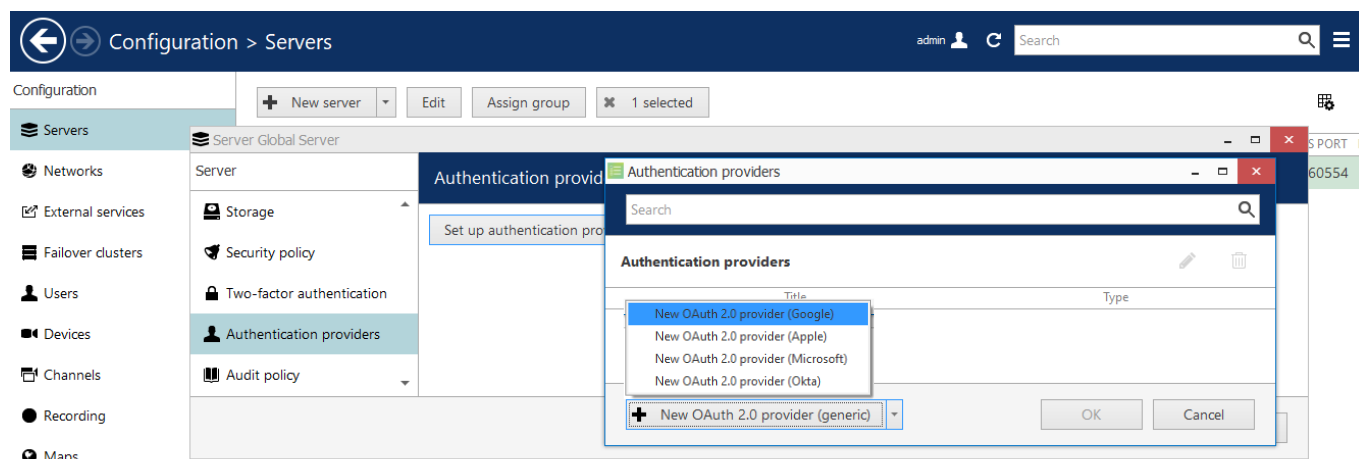 Configuration > Servers
admin
Search
Configuration
New server
Edit
Assign group
1 selected
Servers
Networks
External services
Failover clusters
Users
Devices
Channels
Recording
Maps
Server Global Server
S PORT
60554
Server
Storage
Security policy
Two-factor authentication
Authentication providers
Audit policy
Authentication provid
Set up authentication pro
Authentication providers
Search
Authentication providers
Title
Type
New OAuth 2.0 provider (Google)
New OAuth 2.0 provider (Apple)
New OAuth 2.0 provider (Microsoft)
New OAuth 2.0 provider (Okta)
New OAuth 2.0 provider (generic)
OK
Cancel